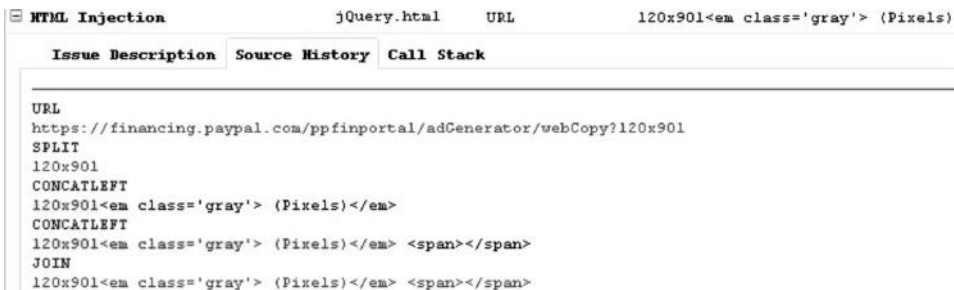 HTML Injection jQuery.html URL 120x901<em class='gray'> (Pixels)
Issue Description Source History Call Stack
URL
https://financing.paypal.com/ppfinportal/adGenerator/webCopy?120x901
SPLIT
120x901
CONCATLEFT
120x901<em class='gray'> (Pixels)</em>
CONCATLEFT
120x901<em class='gray'> (Pixels)</em> <span></span>
JOIN
120x901<em class='gray'> (Pixels)</em> <span></span>